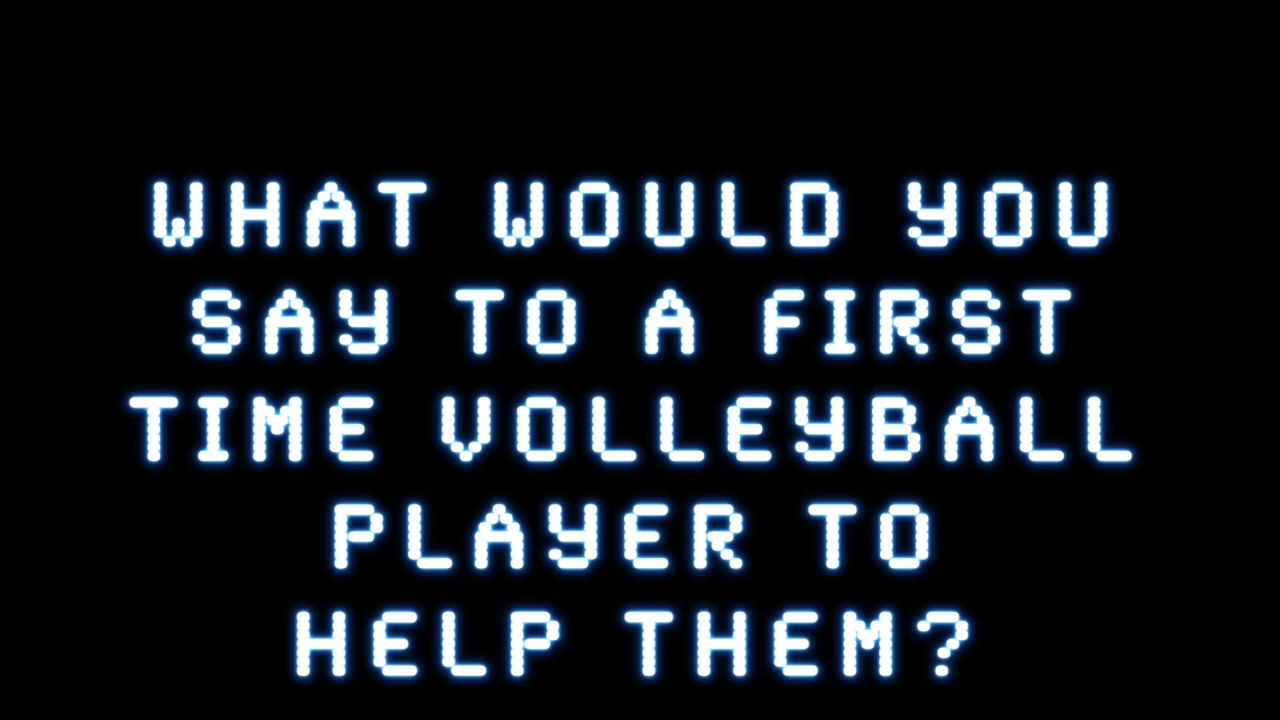 WHAT WOULD YOU
SAY TO A FIRST
TIME VOLLEYBALL
PLAYER TO
HELP THEM?